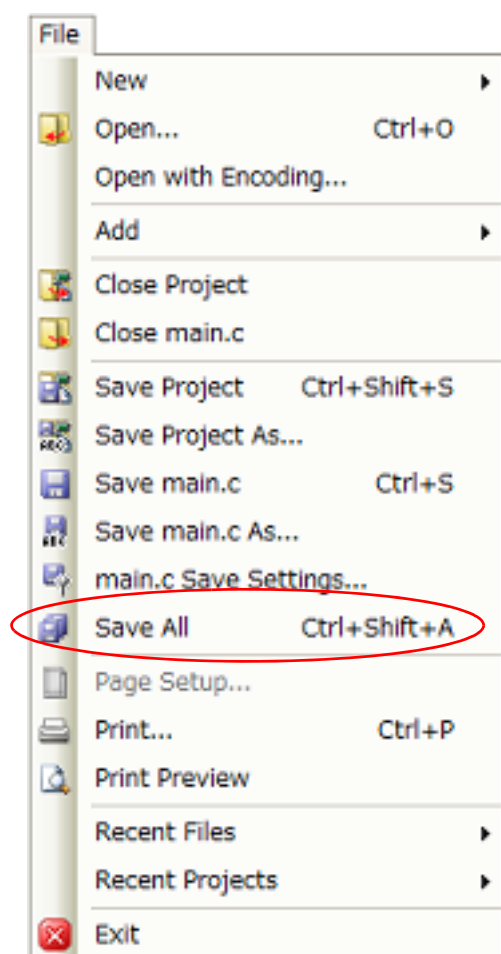 File
New
Open... Ctrl+O
Open with Encoding...
Add
Close Project
Close main.c
Save Project Ctrl+Shift+S
Save Project As...
Save main.c Ctrl+S
Save main.c As...
main.c Save Settings...
Save All Ctrl+Shift+A
Page Setup...
Print... Ctrl+P
Print Preview
Recent Files
Recent Projects
Exit